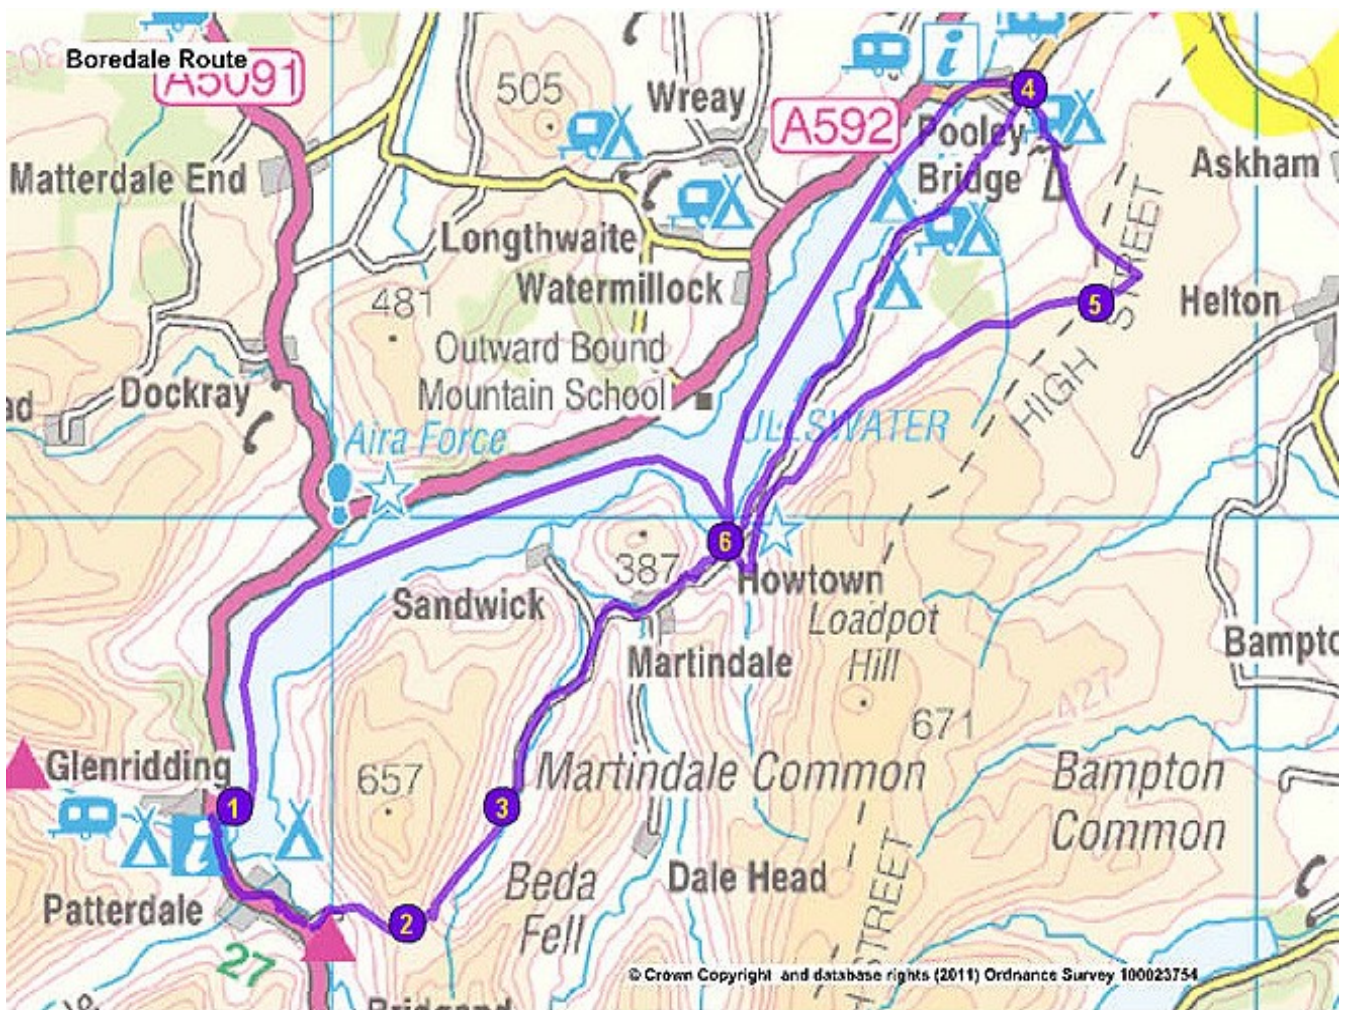 Boredale Route
A5091
505
Wreay
A592
4
Pooley
Bridge
Askham
Matterdale End
Longthwaite
Watermillock
481
Outward Bound
Mountain School
HIGH STREET
5
Helton
Dockray
ad
Aira Force
ULLSWATER
6
387
Howtown
Sandwick
Loadpot
Hill
Martindale
Bampto
671
427
Glenridding
1
657
3
Martindale Common
Bampton
Common
i
Patterdale
2
Beda
Fell
Dale Head
STREET
27
© Crown Copyright and database rights (2011) Ordnance Survey 100023754